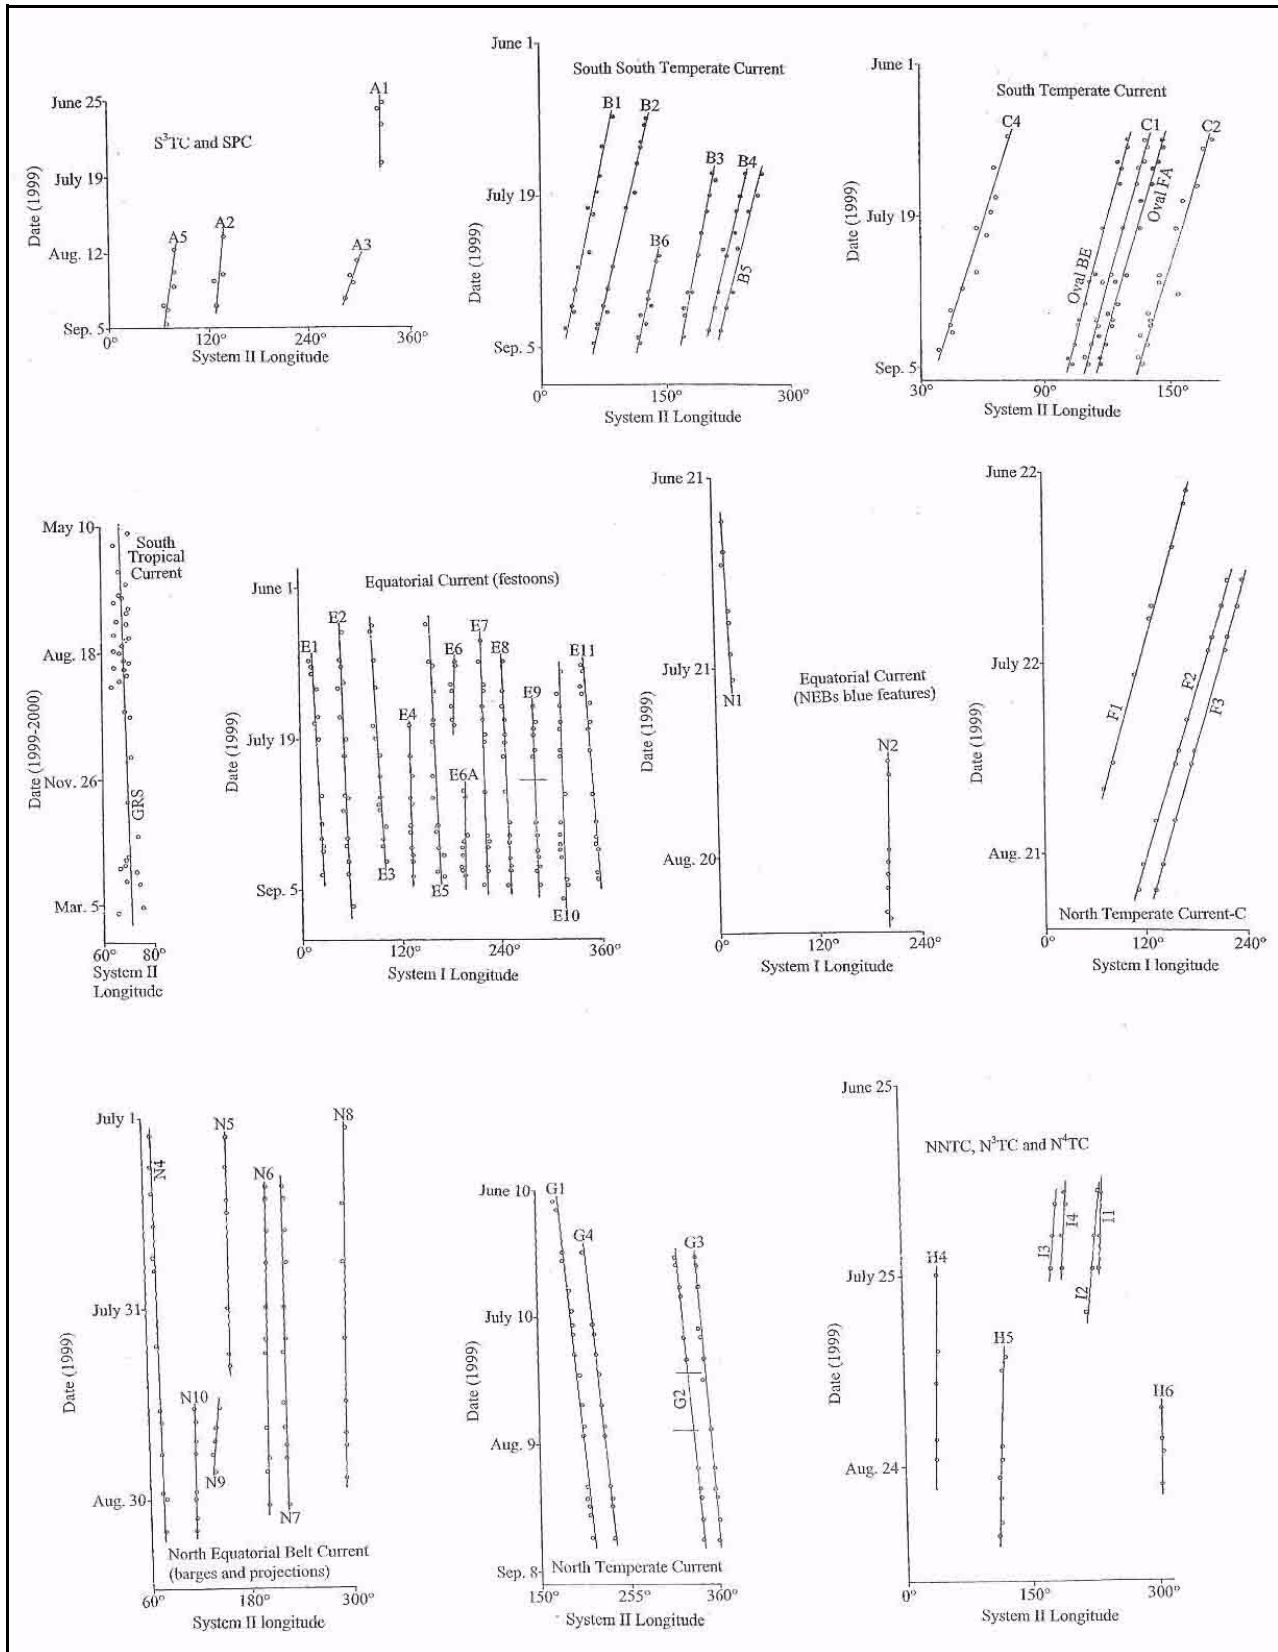 June 1
South South Temperate Current
B1
B2
B3
B4
B5
B6
July 19
Sep. 5
Date (1999)
0°
150°
300°
System II Longitude
June 25
S³TC and SPC
A1
A2
A3
A5
July 19
Aug. 12
Sep. 5
Date (1999)
0°
120°
240°
360°
System II Longitude
June 1
South Temperate Current
C4
C1
C2
Oval FA
Oval BE
July 19
Sep. 5
Date (1999)
30°
90°
150°
System II Longitude
May 10
South
Tropical
Current
Aug. 18
Nov. 26
GRS
Mar. 5
Date (1999-2000)
60°
80°
System II
Longitude
June 1
Equatorial Current (festoons)
E1
E2
E4
E6
E7
E8
E9
E11
E6A
E3
E5
E10
July 19
Sep. 5
Date (1999)
0°
120°
240°
360°
System I Longitude
June 21
July 21
N1
Equatorial Current
(NEBs blue features)
N2
Aug. 20
Date (1999)
0°
120°
240°
System I Longitude
June 22
July 22
F1
F2
F3
Aug. 21
North Temperate Current-C
Date (1999)
0°
120°
240°
System I longitude
July 1
N4
N5
N6
N8
July 31
N10
N9
N7
Aug. 30
North Equatorial Belt Current
(barges and projections)
Date (1999)
60°
180°
300°
System II longitude
June 10
G1
G4
G3
July 10
G2
Aug. 9
Sep. 8
North Temperate Current
Date (1999)
150°
255°
360°
System II Longitude
June 25
NNTC, N³TC and N⁴TC
I3
I4
I1
I2
H4
July 25
H5
H6
Aug. 24
Date (1999)
0°
150°
300°
System II Longitude